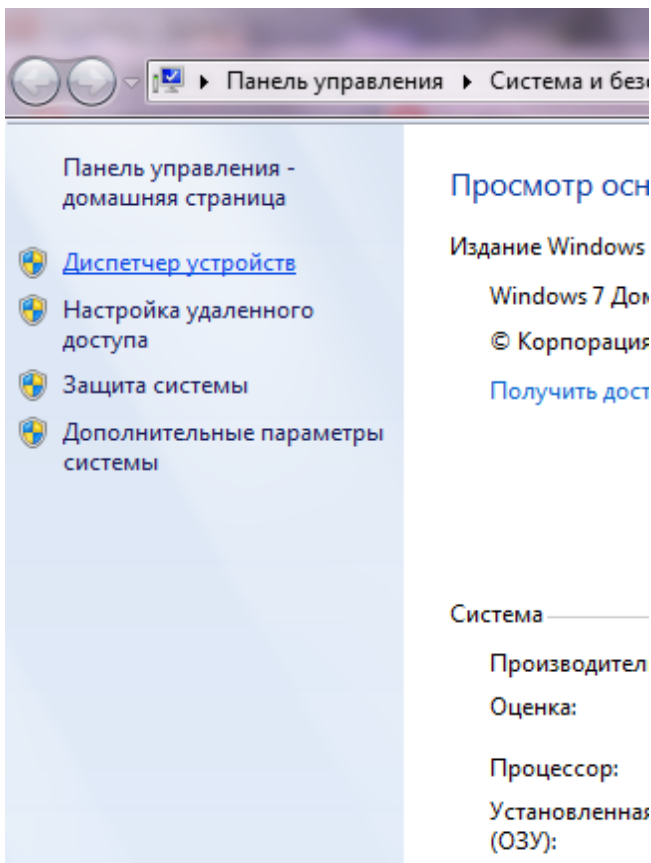 Панель управления ▸ Система и без
Панель управления -
домашняя страница
Диспетчер устройств
Настройка удаленного
доступа
Защита системы
Дополнительные параметры
системы
Просмотр осн
Издание Windows
Windows 7 Дом
© Корпорация
Получить дост
Система
Производител
Оценка:
Процессор:
Установленная
(ОЗУ):